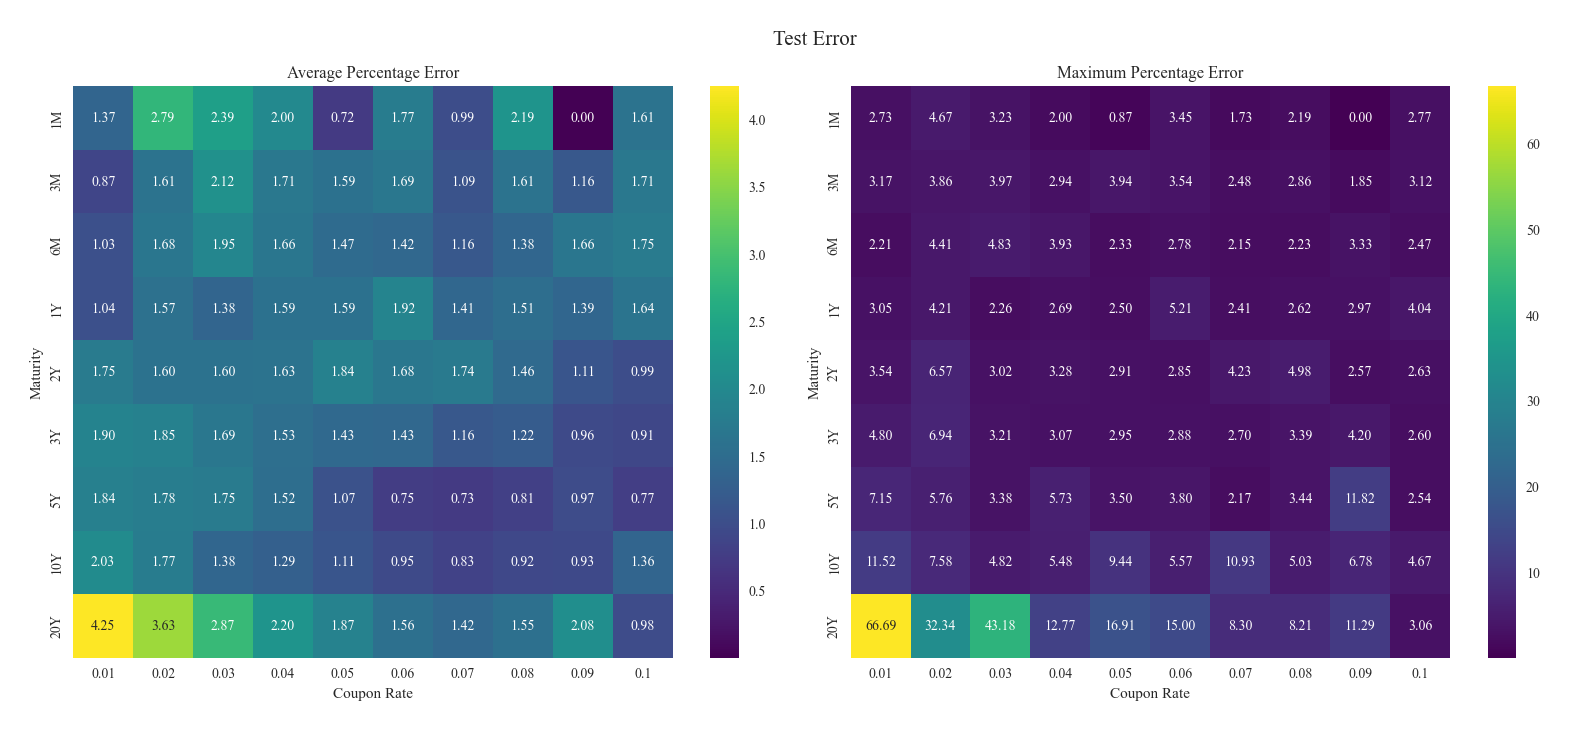 Test Error
Average Percentage Error
1M 1.37 2.79 2.39 2.00 0.72 1.77 0.99 2.19 0.00 1.61
3M 0.87 1.61 2.12 1.71 1.59 1.69 1.09 1.61 1.16 1.71
6M 1.03 1.68 1.95 1.66 1.47 1.42 1.16 1.38 1.66 1.75
1Y 1.04 1.57 1.38 1.59 1.59 1.92 1.41 1.51 1.39 1.64
2Y 1.75 1.60 1.60 1.63 1.84 1.68 1.74 1.46 1.11 0.99
3Y 1.90 1.85 1.69 1.53 1.43 1.43 1.16 1.22 0.96 0.91
5Y 1.84 1.78 1.75 1.52 1.07 0.75 0.73 0.81 0.97 0.77
10Y 2.03 1.77 1.38 1.29 1.11 0.95 0.83 0.92 0.93 1.36
20Y 4.25 3.63 2.87 2.20 1.87 1.56 1.42 1.55 2.08 0.98
0.01 0.02 0.03 0.04 0.05 0.06 0.07 0.08 0.09 0.1
Coupon Rate
Maturity
4.0
3.5
3.0
2.5
2.0
1.5
1.0
0.5
Maximum Percentage Error
1M 2.73 4.67 3.23 2.00 0.87 3.45 1.73 2.19 0.00 2.77
3M 3.17 3.86 3.97 2.94 3.94 3.54 2.48 2.86 1.85 3.12
6M 2.21 4.41 4.83 3.93 2.33 2.78 2.15 2.23 3.33 2.47
1Y 3.05 4.21 2.26 2.69 2.50 5.21 2.41 2.62 2.97 4.04
2Y 3.54 6.57 3.02 3.28 2.91 2.85 4.23 4.98 2.57 2.63
3Y 4.80 6.94 3.21 3.07 2.95 2.88 2.70 3.39 4.20 2.60
5Y 7.15 5.76 3.38 5.73 3.50 3.80 2.17 3.44 11.82 2.54
10Y 11.52 7.58 4.82 5.48 9.44 5.57 10.93 5.03 6.78 4.67
20Y 66.69 32.34 43.18 12.77 16.91 15.00 8.30 8.21 11.29 3.06
0.01 0.02 0.03 0.04 0.05 0.06 0.07 0.08 0.09 0.1
Coupon Rate
Maturity
60
50
40
30
20
10